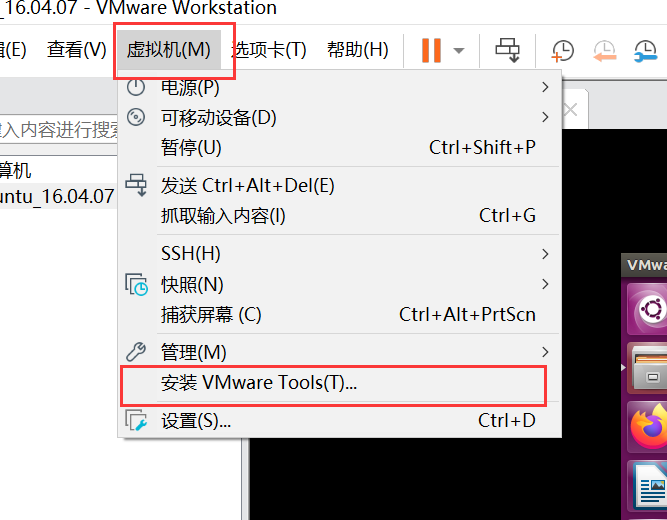 _16.04.07 - VMware Workstation
(E) 查看(V) 虚拟机(M) 选项卡(T) 帮助(H)
电源(P)
可移动设备(D)
暂停(U) Ctrl+Shift+P
发送 Ctrl+Alt+Del(E)
抓取输入内容(I) Ctrl+G
SSH(H)
快照(N)
捕获屏幕 (C) Ctrl+Alt+PrtScn
管理(M)
安装 VMware Tools(T)...
设置(S)... Ctrl+D
入内容进行搜索
算机
untu_16.04.07
VMwa